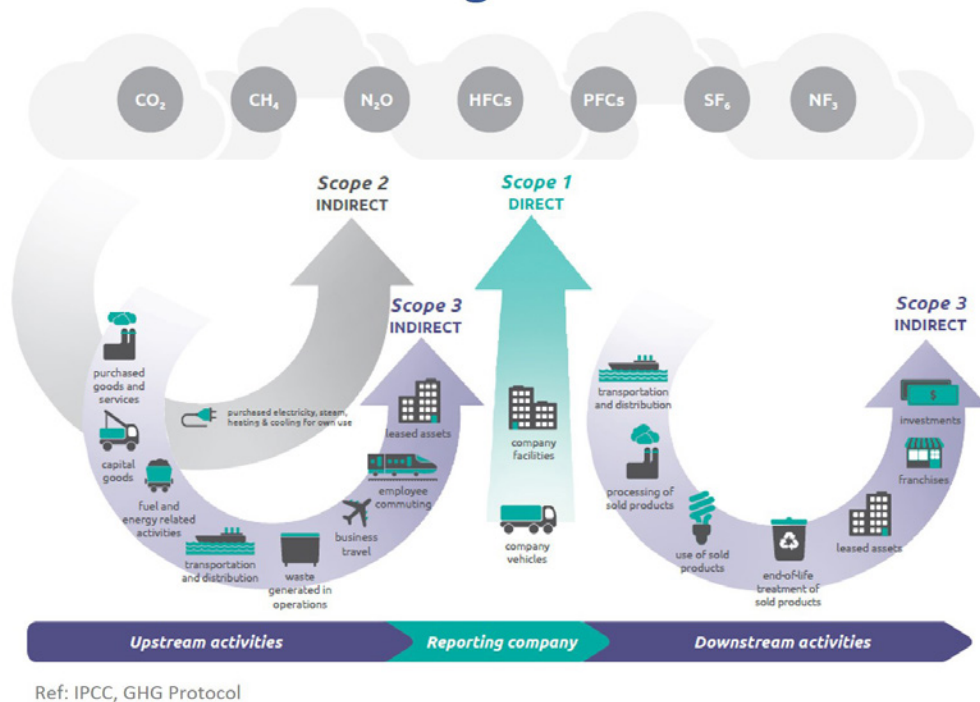 CO₂
CH₄
N₂O
HFCs
PFCs
SF₆
NF₃
Scope 2
INDIRECT
Scope 1
DIRECT
Scope 3
INDIRECT
Scope 3
INDIRECT
purchased
goods and
services
capital
goods
fuel and
energy related
activities
purchased electricity, steam,
heating & cooling for own use
transportation
and distribution
waste
generated in
operations
business
travel
employee
commuting
leased assets
company
facilities
company
vehicles
transportation
and distribution
processing of
sold products
use of sold
products
end-of-life
treatment of
sold products
leased assets
franchises
$
investments
Upstream activities
Reporting company
Downstream activities
Ref: IPCC, GHG Protocol